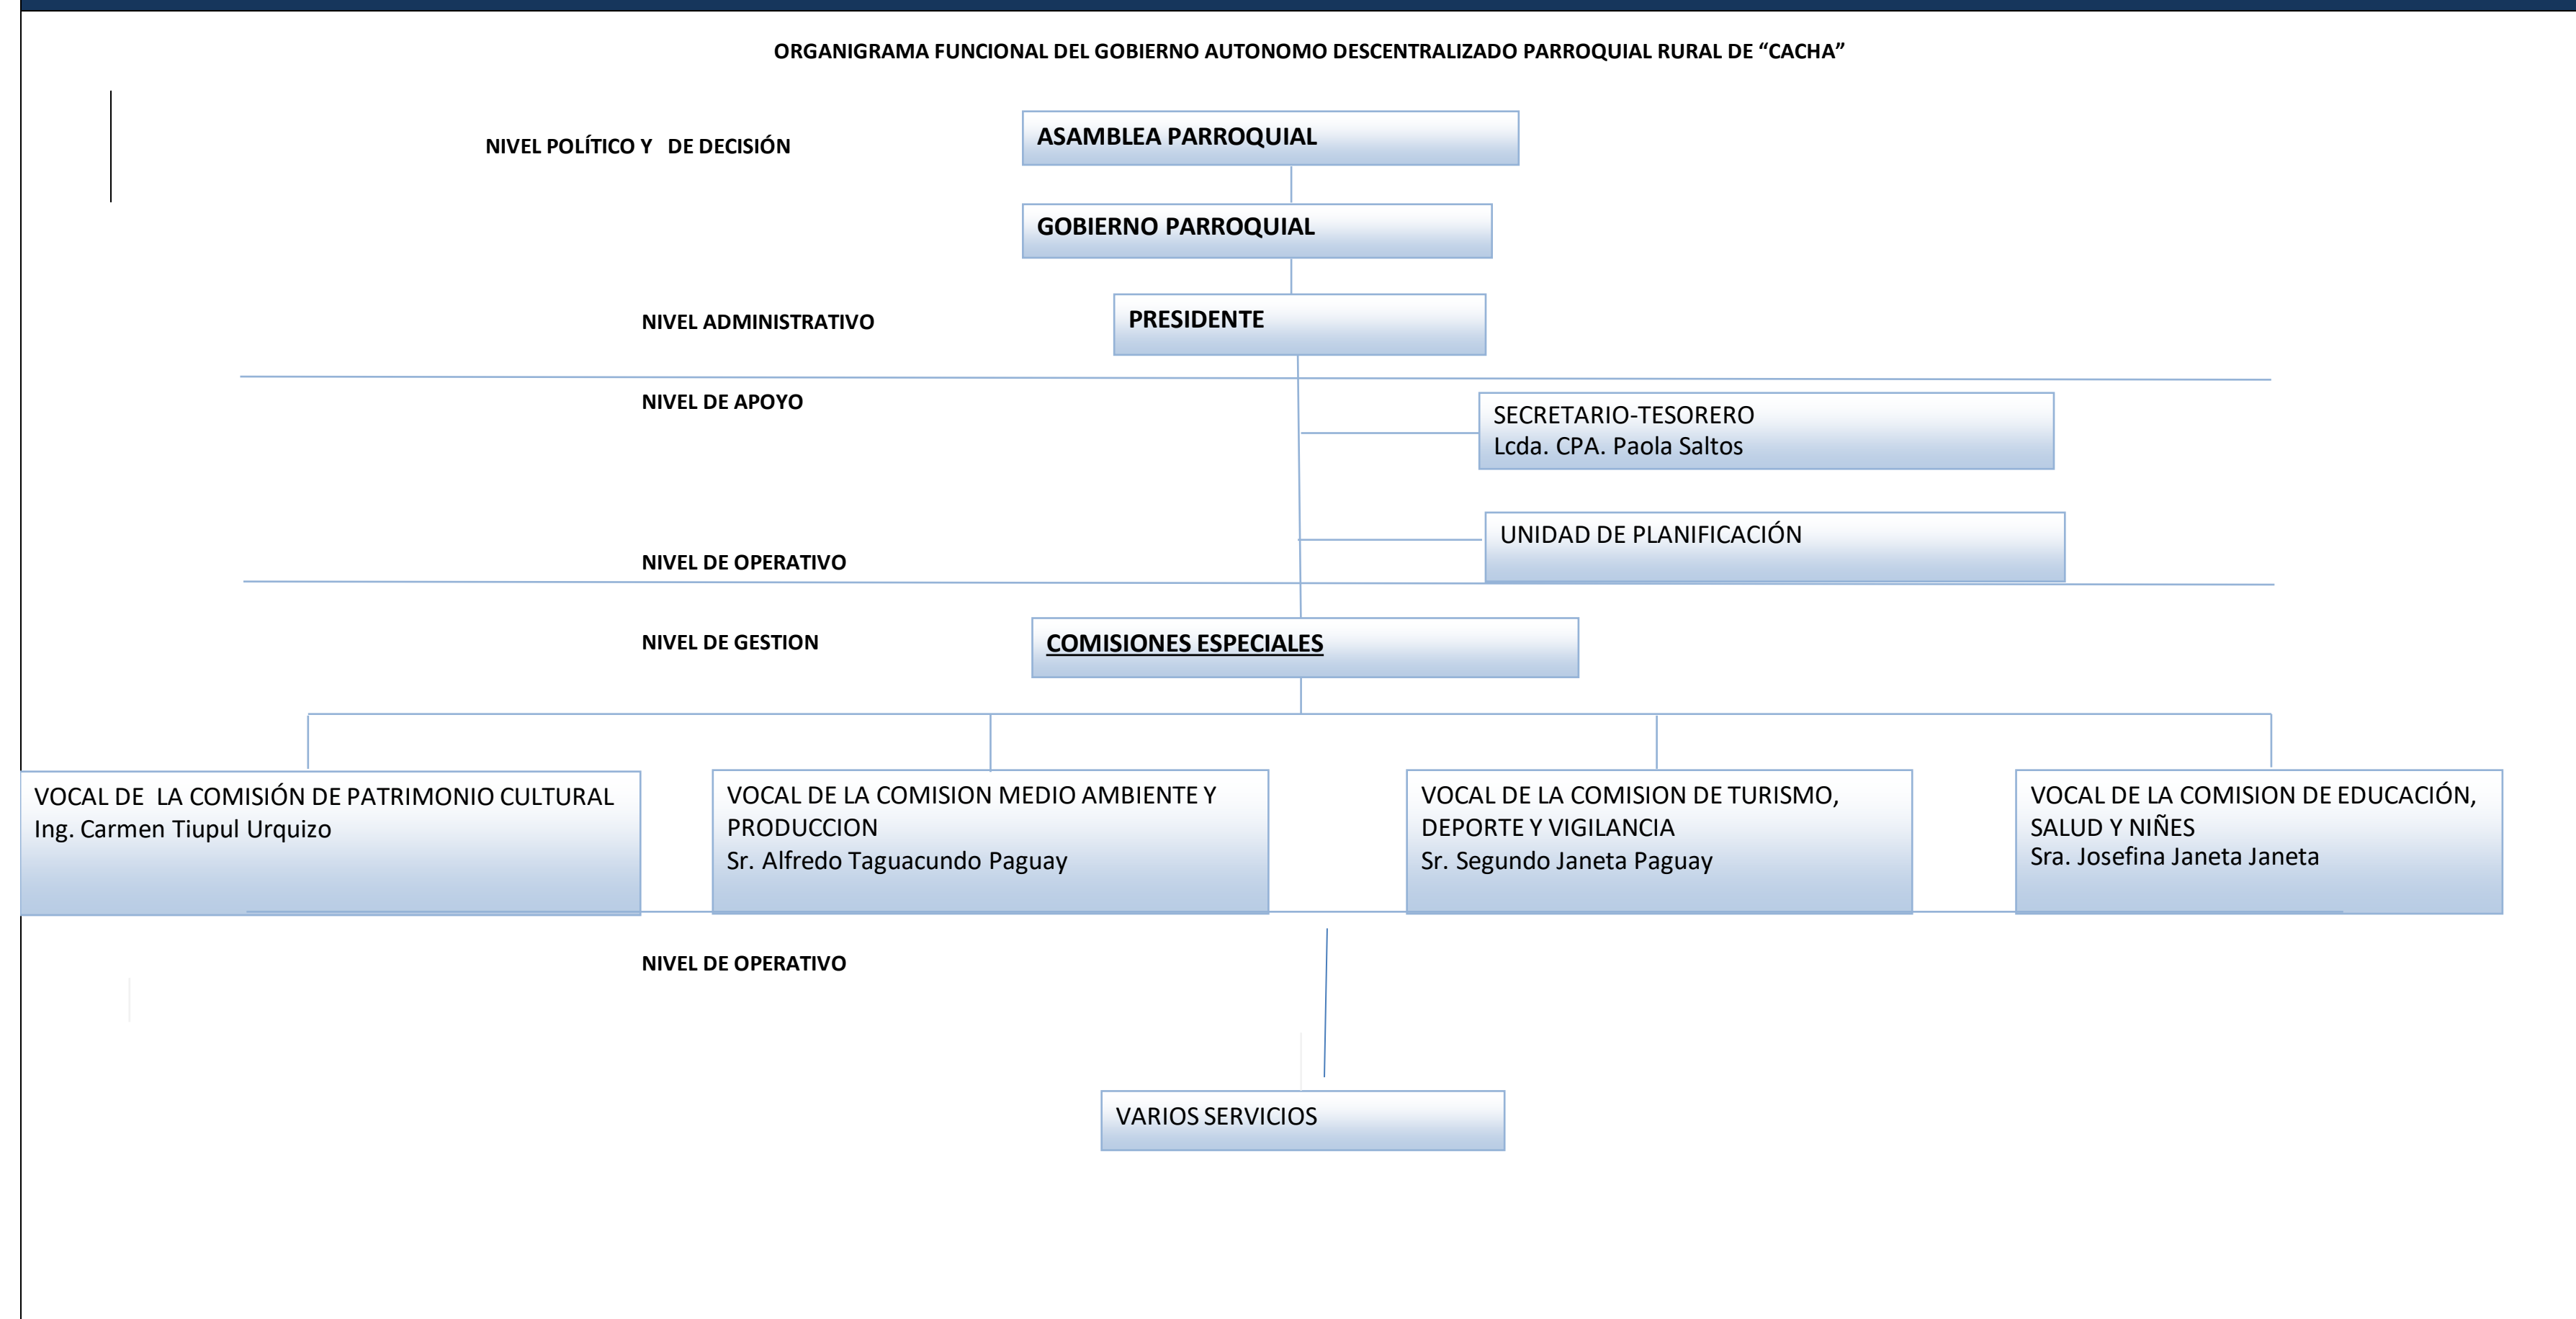 ORGANIGRAMA FUNCIONAL DEL GOBIERNO AUTONOMO DESCENTRALIZADO PARROQUIAL RURAL DE “CACHA”
NIVEL POLÍTICO Y DE DECISIÓN
ASAMBLEA PARROQUIAL
GOBIERNO PARROQUIAL
NIVEL ADMINISTRATIVO
PRESIDENTE
NIVEL DE APOYO
SECRETARIO-TESORERO
Lcda. CPA. Paola Saltos
UNIDAD DE PLANIFICACIÓN
NIVEL DE OPERATIVO
NIVEL DE GESTION
COMISIONES ESPECIALES
VOCAL DE LA COMISIÓN DE PATRIMONIO CULTURAL
Ing. Carmen Tiupul Urquizo
VOCAL DE LA COMISION MEDIO AMBIENTE Y
PRODUCCION
Sr. Alfredo Taguacundo Paguay
VOCAL DE LA COMISION DE TURISMO,
DEPORTE Y VIGILANCIA
Sr. Segundo Janeta Paguay
VOCAL DE LA COMISION DE EDUCACIÓN,
SALUD Y NIÑES
Sra. Josefina Janeta Janeta
NIVEL DE OPERATIVO
VARIOS SERVICIOS